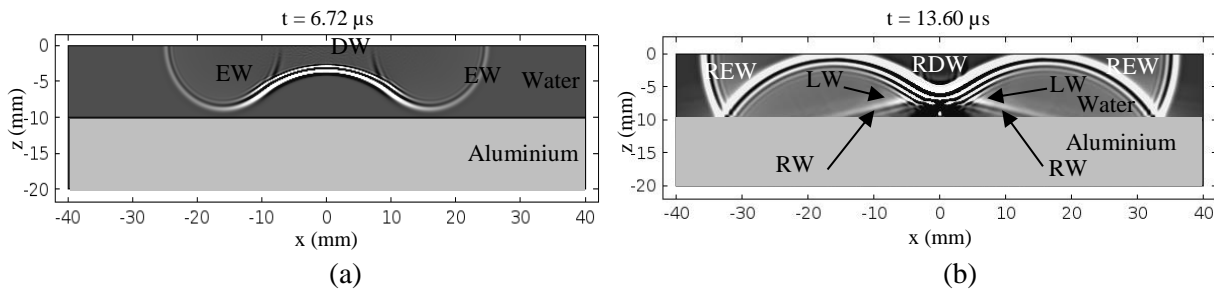 t = 6.72 µs
0
-5
-10
-15
-20
z (mm)
DW
EW
EW
Water
Aluminium
-40 -30 -20 -10 0 10 20 30 40
x (mm)
(a)
t = 13.60 µs
0
-5
-10
-15
-20
z (mm)
REW
RDW
REW
LW
LW
Water
Aluminium
RW
RW
-40 -30 -20 -10 0 10 20 30 40
x (mm)
(b)